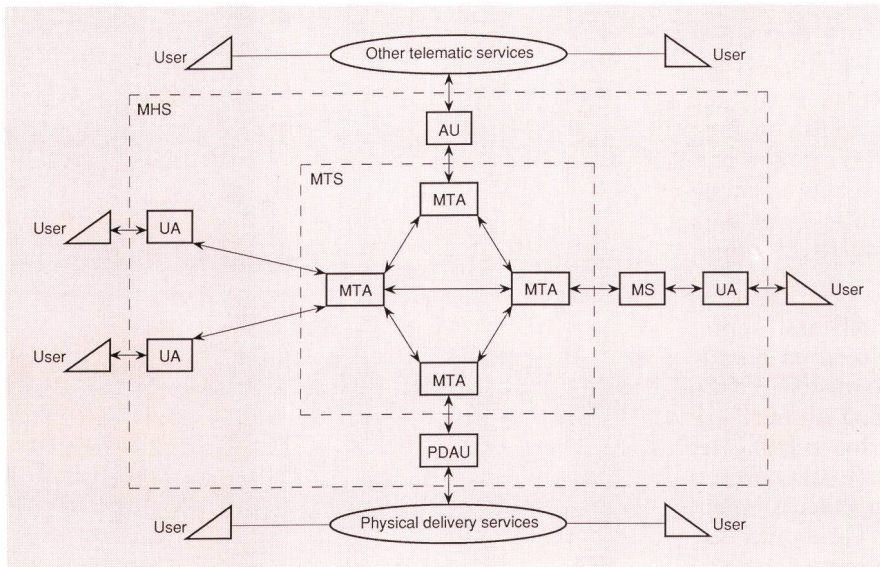 User
Other telematic services
User
MHS
AU
MTS
MTA
User
UA
MTA
MTA
MS
UA
User
User
UA
MTA
PDAU
User
Physical delivery services
User